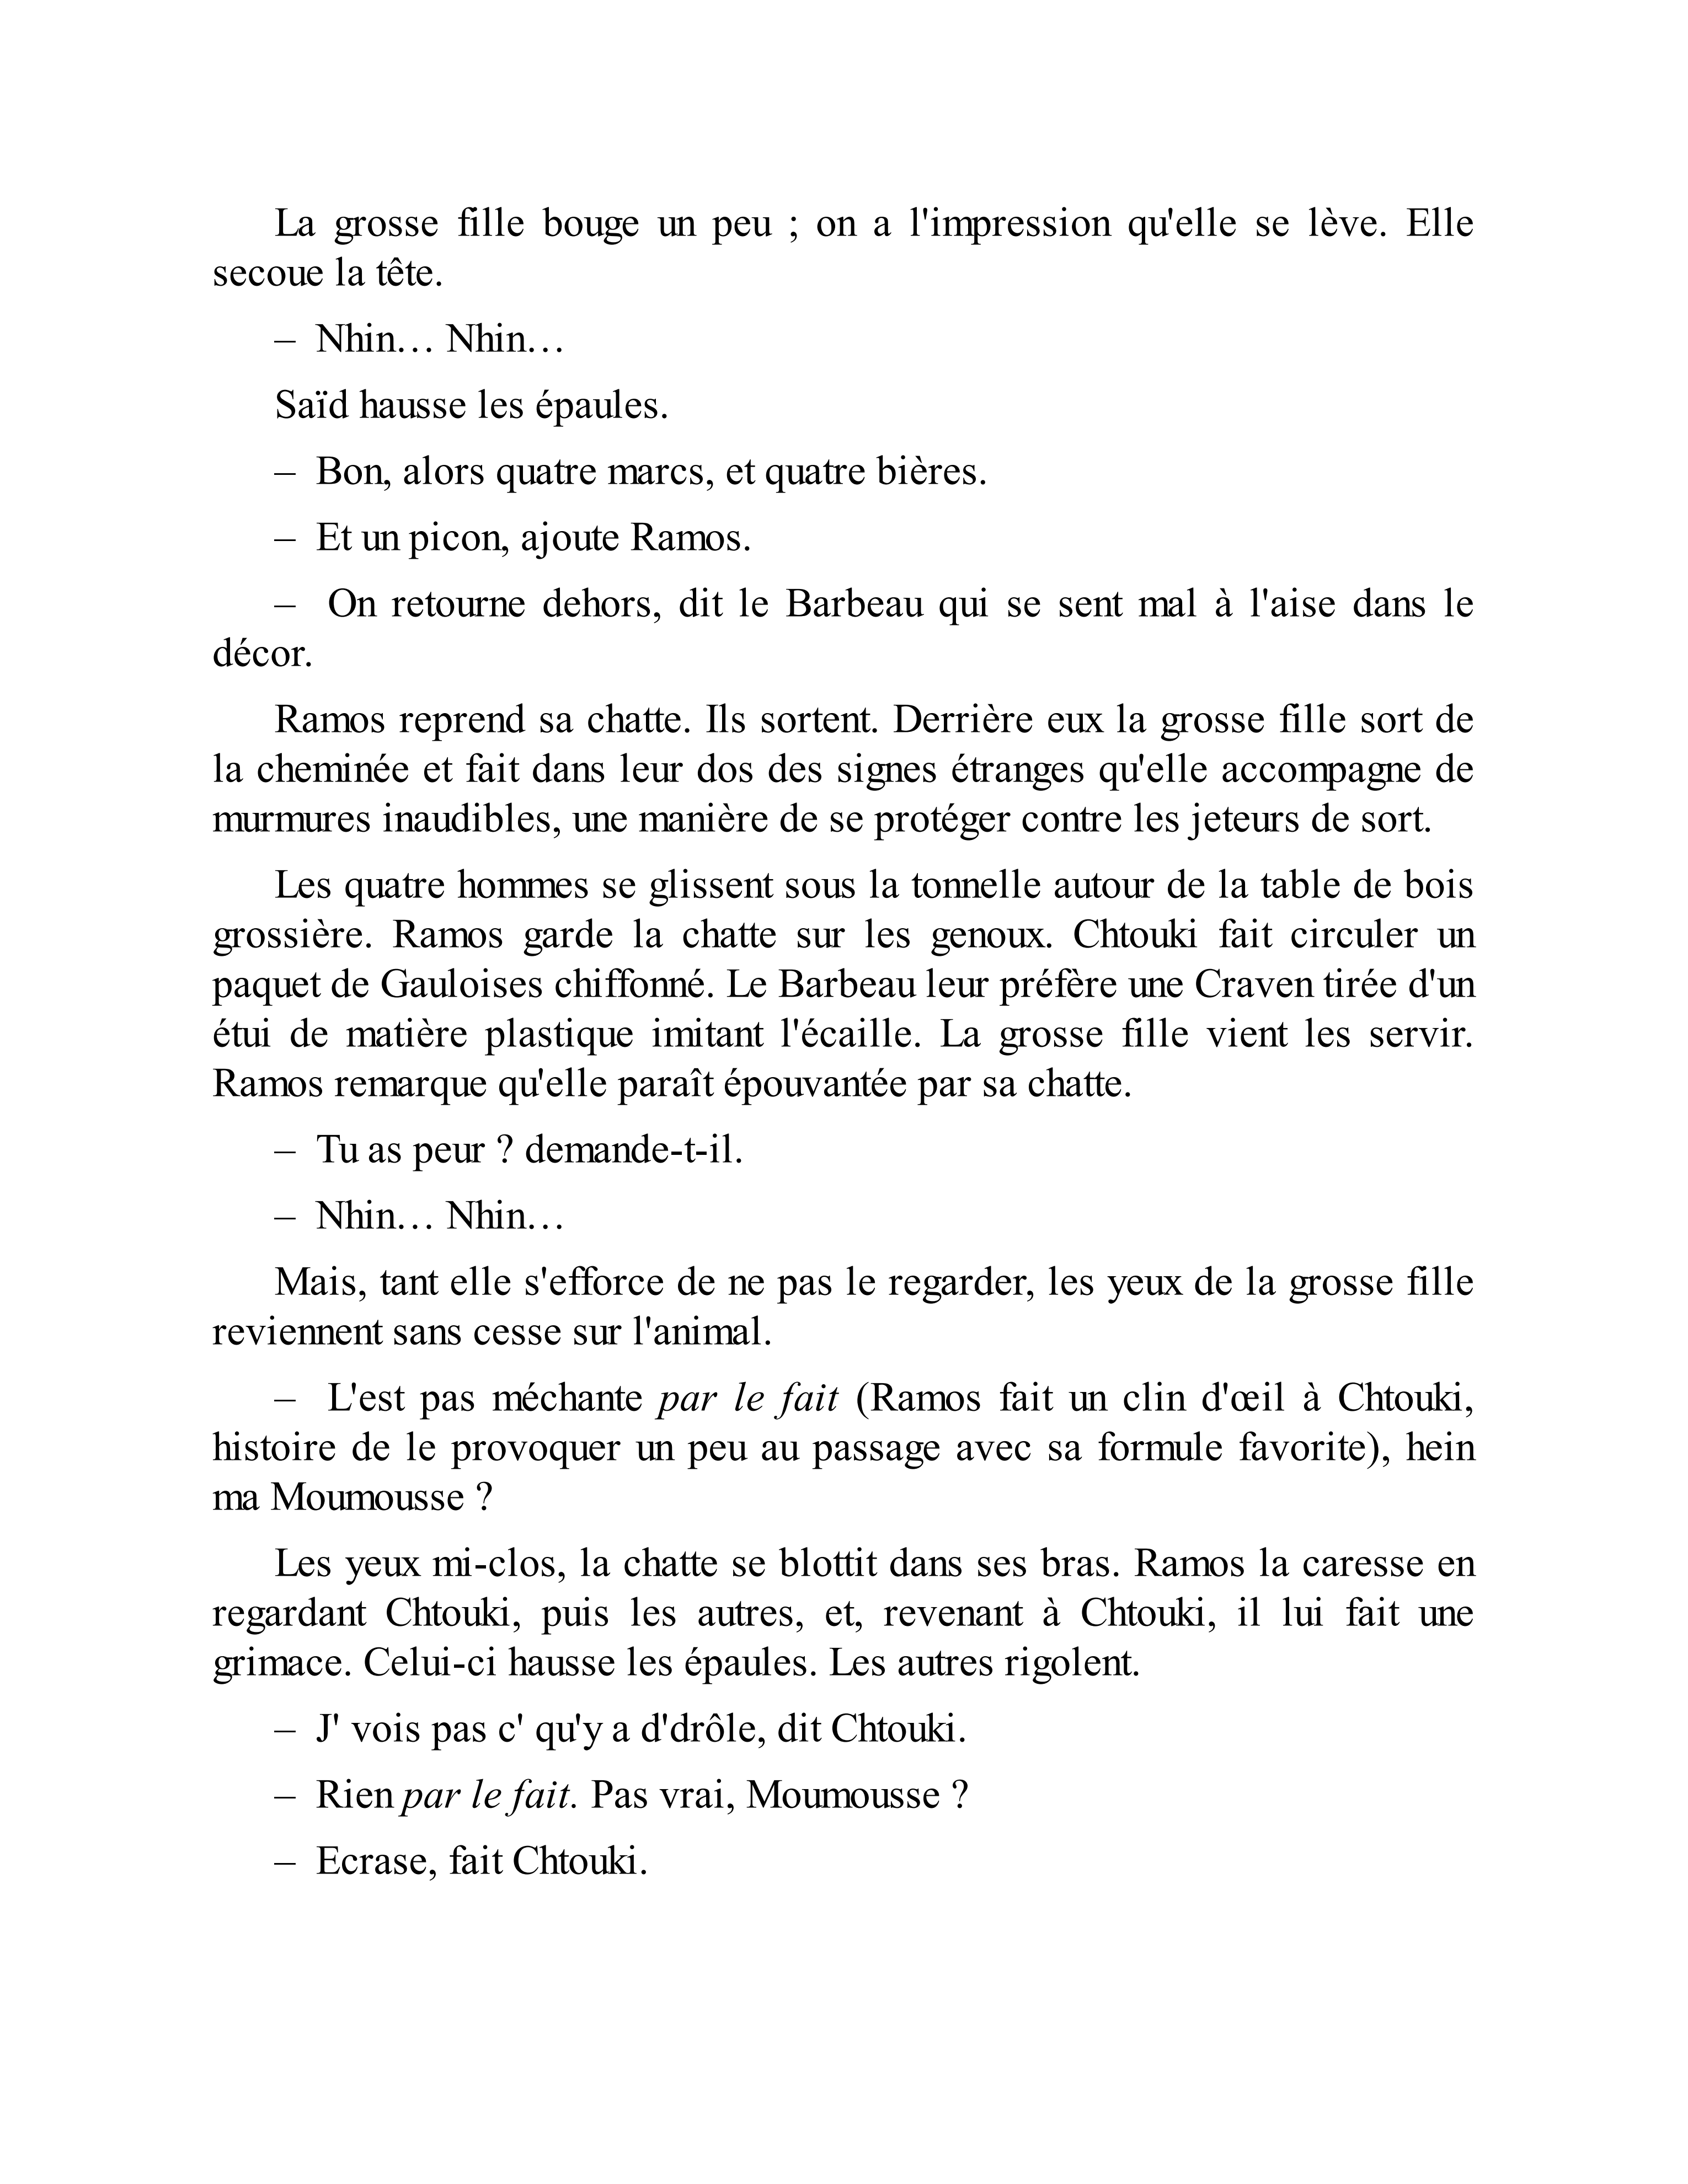 La grosse fille bouge un peu ; on a l'impression qu'elle se lève. Elle
secoue la tête.
– Nhin… Nhin…
Saïd hausse les épaules.
– Bon, alors quatre marcs, et quatre bières.
– Et un picon, ajoute Ramos.
– On retourne dehors, dit le Barbeau qui se sent mal à l'aise dans le
décor.
Ramos reprend sa chatte. Ils sortent. Derrière eux la grosse fille sort de
la cheminée et fait dans leur dos des signes étranges qu'elle accompagne de
murmures inaudibles, une manière de se protéger contre les jeteurs de sort.
Les quatre hommes se glissent sous la tonnelle autour de la table de bois
grossière. Ramos garde la chatte sur les genoux. Chtouki fait circuler un
paquet de Gauloises chiffonné. Le Barbeau leur préfère une Craven tirée d'un
étui de matière plastique imitant l'écaille. La grosse fille vient les servir.
Ramos remarque qu'elle paraît épouvantée par sa chatte.
– Tu as peur ? demande-t-il.
– Nhin… Nhin…
Mais, tant elle s'efforce de ne pas le regarder, les yeux de la grosse fille
reviennent sans cesse sur l'animal.
– L'est pas méchante par le fait (Ramos fait un clin d'œil à Chtouki,
histoire de le provoquer un peu au passage avec sa formule favorite), hein
ma Moumousse ?
Les yeux mi-clos, la chatte se blottit dans ses bras. Ramos la caresse en
regardant Chtouki, puis les autres, et, revenant à Chtouki, il lui fait une
grimace. Celui-ci hausse les épaules. Les autres rigolent.
– J' vois pas c' qu'y a d'drôle, dit Chtouki.
– Rien par le fait. Pas vrai, Moumousse ?
– Ecrase, fait Chtouki.